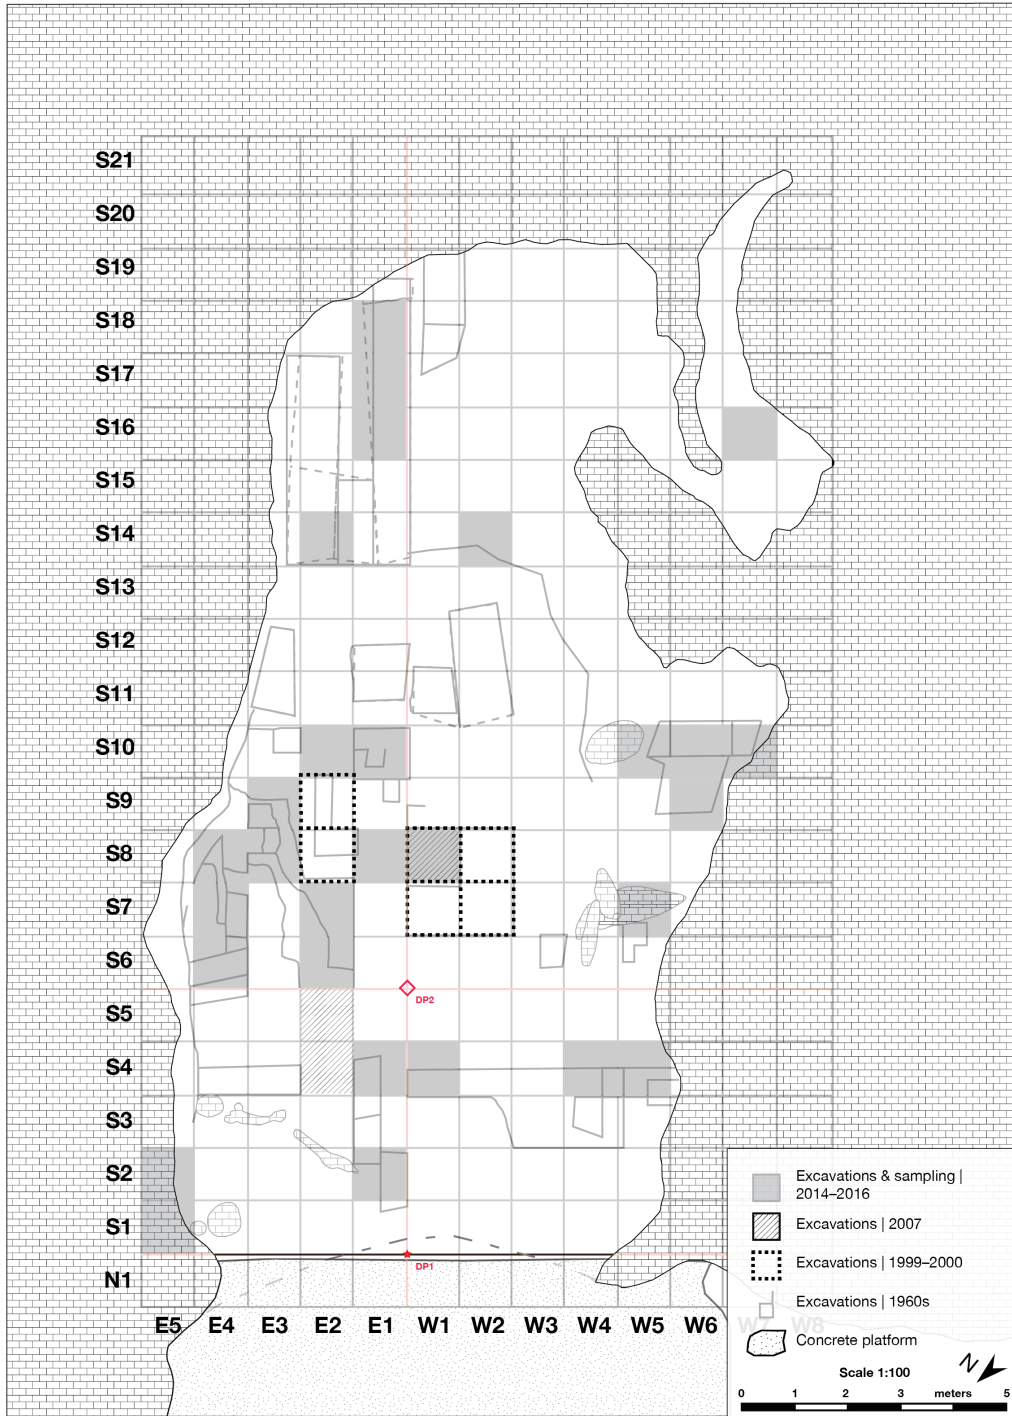 S21
S20
S19
S18
S17
S16
S15
S14
S13
S12
S11
S10
S9
S8
S7
S6
DP2
S5
S4
S3
S2
S1
DP1
N1
E5 E4 E3 E2 E1 W1 W2 W3 W4 W5 W6 W7 W8
Excavations & sampling |
2014–2016
Excavations | 2007
Excavations | 1999–2000
Excavations | 1960s
Concrete platform
Scale 1:100
N
0 1 2 3 meters 5